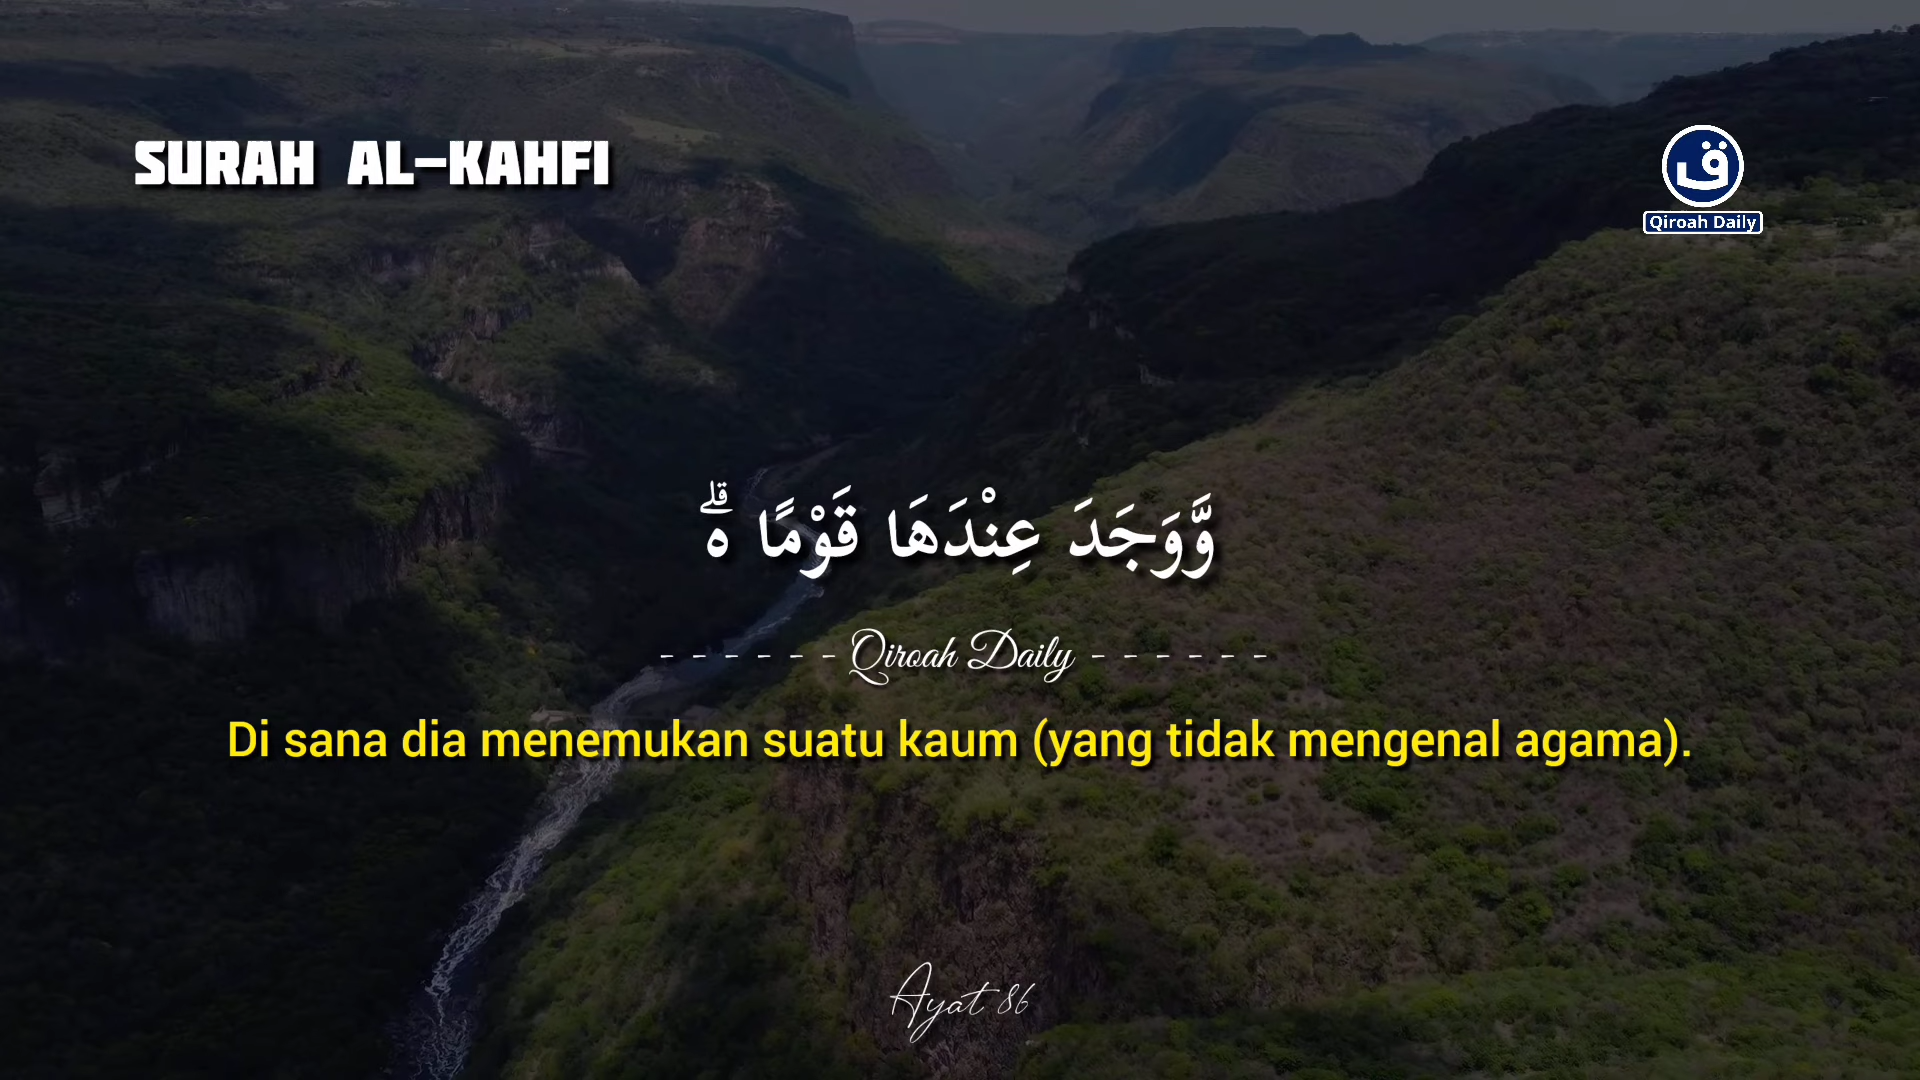 SURAH AL-KAHFI
ق
Qiroah Daily
وَّوَجَدَ عِنْدَهَا قَوْمًا ەۗ
- - - - - - Qiroah Daily - - - - - -
Di sana dia menemukan suatu kaum (yang tidak mengenal agama).
Ayat 86